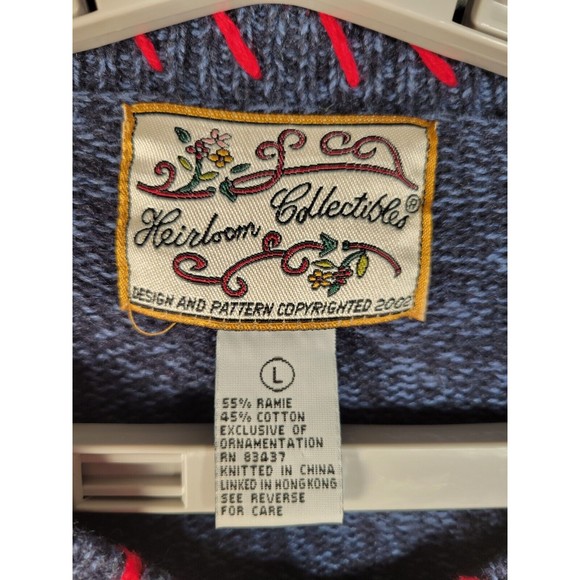 Heirloom Collectibles®
DESIGN AND PATTERN COPYRIGHTED 2002
L
55% RAMIE
45% COTTON
EXCLUSIVE OF
ORNAMENTATION
RN 83437
KNITTED IN CHINA
LINKED IN HONGKONG
SEE REVERSE
FOR CARE